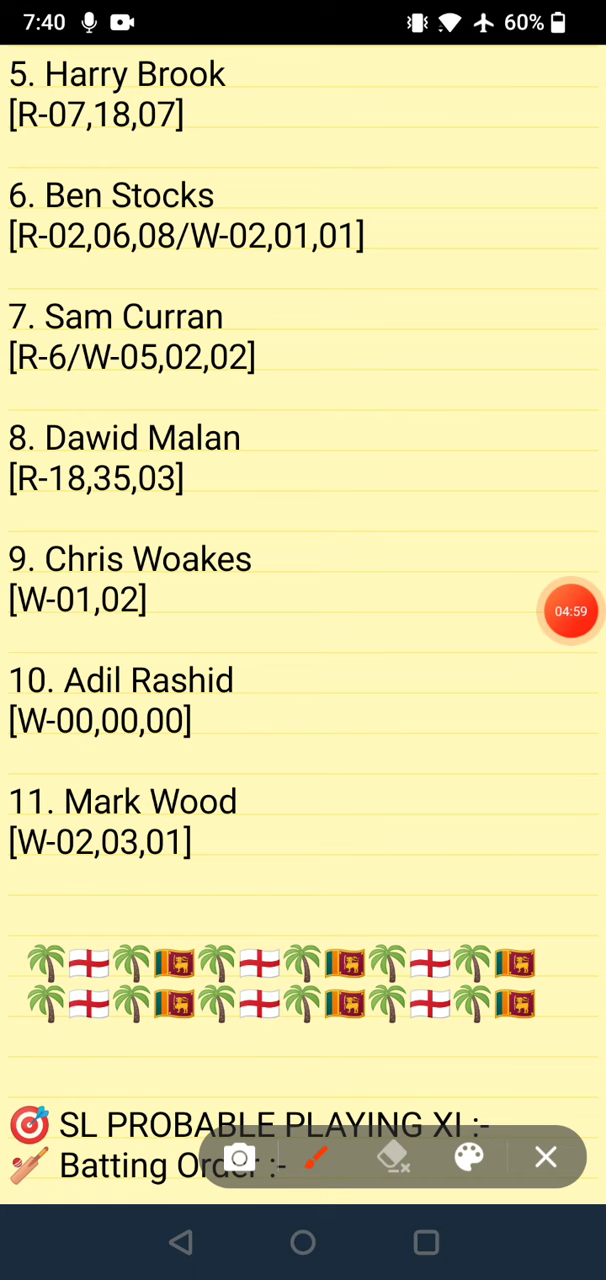 7:40 60%
5. Harry Brook
[R-07,18,07]
6. Ben Stocks
[R-02,06,08/W-02,01,01]
7. Sam Curran
[R-6/W-05,02,02]
8. Dawid Malan
[R-18,35,03]
9. Chris Woakes
[W-01,02]
04:59
10. Adil Rashid
[W-00,00,00]
11. Mark Wood
[W-02,03,01]
🌴🏴󠁧󠁢󠁥󠁮󠁧󠁿🌴🇱🇰🌴🏴󠁧󠁢󠁥󠁮󠁧󠁿🌴🇱🇰🌴🏴󠁧󠁢󠁥󠁮󠁧󠁿🌴🇱🇰
🌴🏴󠁧󠁢󠁥󠁮󠁧󠁿🌴🇱🇰🌴🏴󠁧󠁢󠁥󠁮󠁧󠁿🌴🇱🇰🌴🏴󠁧󠁢󠁥󠁮󠁧󠁿🌴🇱🇰
🎯 SL PROBABLE PLAYING XI :-
🏏 Batting Order :-